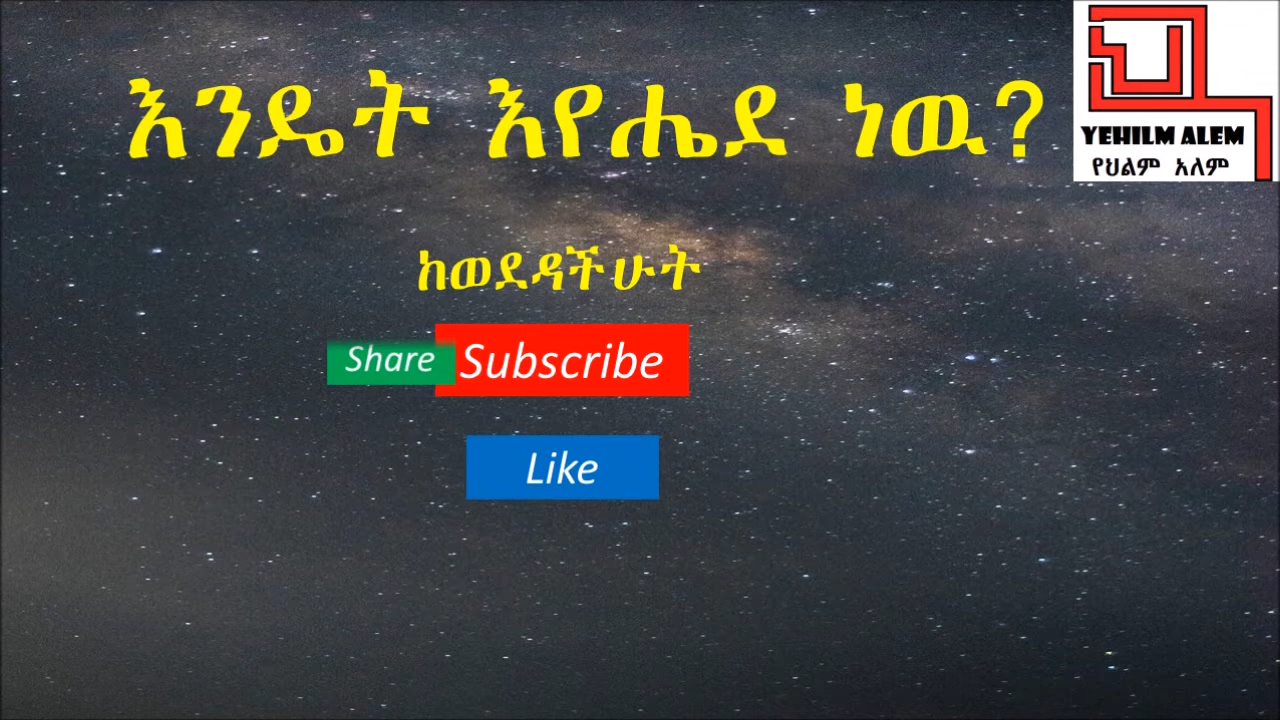 እንዴት እየሔደ ነዉ?
YEHILM ALEM
የህልም አለም
ከወደዳችሁት
Share
Subscribe
Like